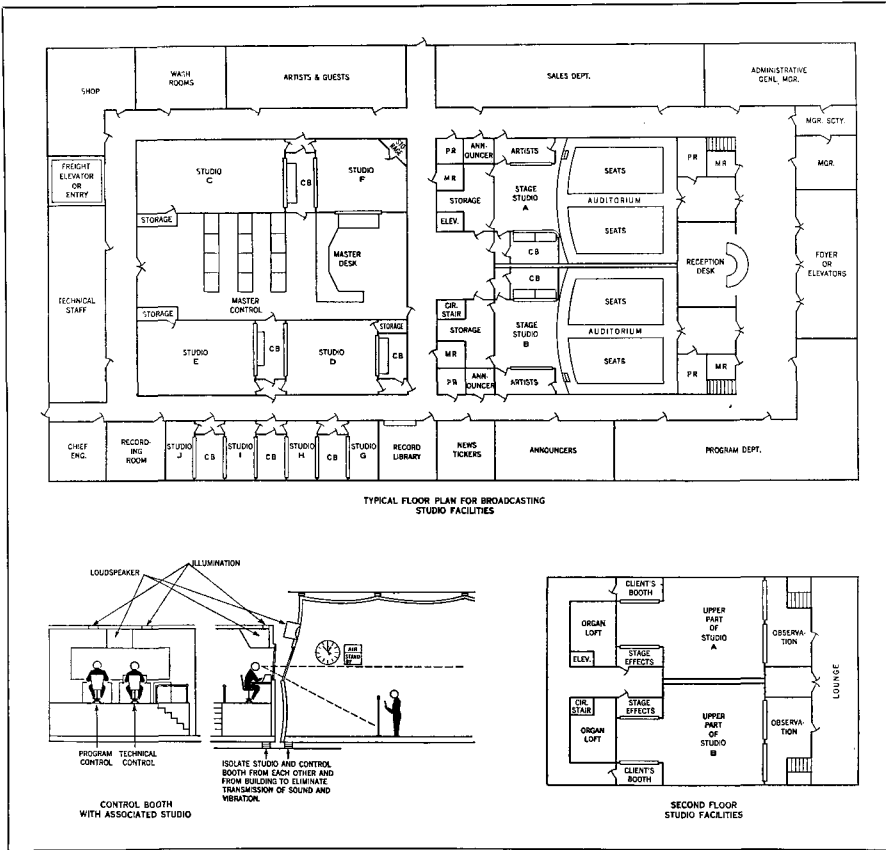 SHOP
WASH
ROOMS
ARTISTS & GUESTS
SALES DEPT.
ADMINISTRATIVE
GENL. MGR.
MGR. SCTY.
MGR.
FREIGHT
ELEVATOR
OR
ENTRY
STUDIO
C
CB
STUDIO
F
PR
ANN-
OUNCER
ARTISTS
MR
STORAGE
ELEV.
STAGE
STUDIO
A
CB
SEATS
AUDITORIUM
SEATS
PR
MR
STORAGE
MASTER
DESK
MASTER
CONTROL
STORAGE
RECEPTION
DESK
FOYER
OR
ELEVATORS
TECHNICAL
STAFF
STUDIO
E
CB
STUDIO
D
STORAGE
CB
CIR.
STAIR
STORAGE
MR
PR
ANN-
OUNCER
CB
STAGE
STUDIO
B
ARTISTS
SEATS
AUDITORIUM
SEATS
PR
MR
CHIEF
ENG.
RECORD-
ING
ROOM
STUDIO
J
CB
STUDIO
I
CB
STUDIO
H
CB
STUDIO
G
RECORD
LIBRARY
NEWS
TICKERS
ANNOUNCERS
PROGRAM DEPT.
TYPICAL FLOOR PLAN FOR BROADCASTING
STUDIO FACILITIES
ILLUMINATION
LOUDSPEAKER
AIR
STAND
BY
PROGRAM
CONTROL
TECHNICAL
CONTROL
ISOLATE STUDIO AND CONTROL
BOOTH FROM EACH OTHER AND
FROM BUILDING TO ELIMINATE
TRANSMISSION OF SOUND AND
VIBRATION.
CONTROL BOOTH
WITH ASSOCIATED STUDIO
CLIENT'S
BOOTH
ORGAN
LOFT
ELEV.
STAGE
EFFECTS
UPPER
PART
OF
STUDIO
A
OBSERVA-
TION
LOUNGE
CIR.
STAIR
STAGE
EFFECTS
ORGAN
LOFT
CLIENT'S
BOOTH
UPPER
PART
OF
STUDIO
B
OBSERVA-
TION
SECOND FLOOR
STUDIO FACILITIES